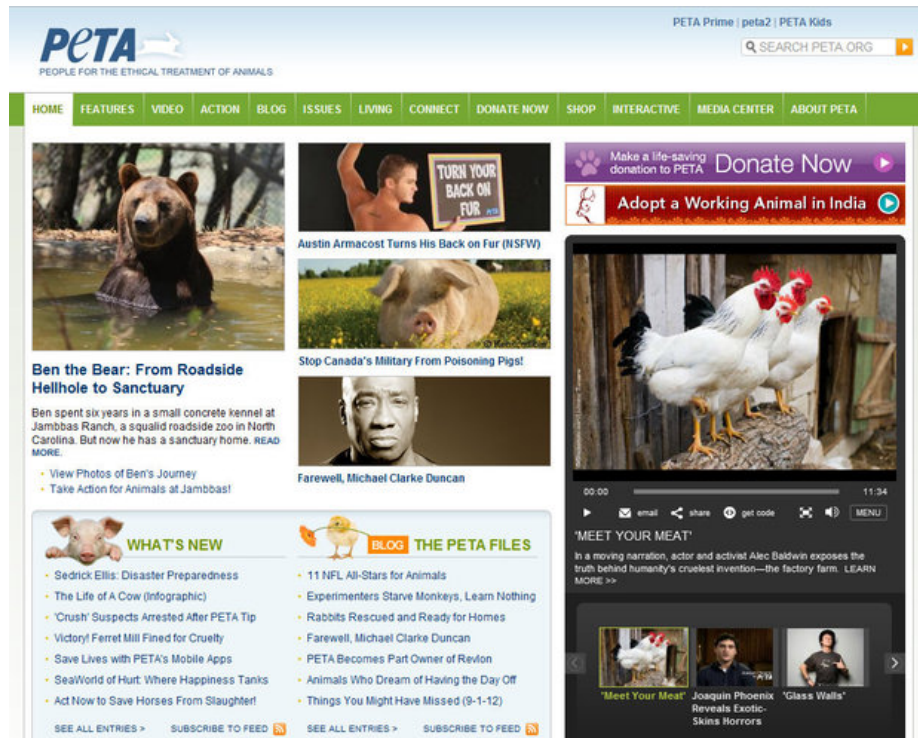 PETA Prime | peta2 | PETA Kids
PETA
PEOPLE FOR THE ETHICAL TREATMENT OF ANIMALS
SEARCH PETA.ORG
HOME FEATURES VIDEO ACTION BLOG ISSUES LIVING CONNECT DONATE NOW SHOP INTERACTIVE MEDIA CENTER ABOUT PETA
Ben the Bear: From Roadside
Hellhole to Sanctuary
Ben spent six years in a small concrete kennel at
Jambbas Ranch, a squalid roadside zoo in North
Carolina. But now he has a sanctuary home. READ
MORE.
View Photos of Ben's Journey
Take Action for Animals at Jambbas!
TURN YOUR
BACK ON
FUR
PETA
Austin Armacost Turns His Back on Fur (NSFW)
Stop Canada's Military From Poisoning Pigs!
Farewell, Michael Clarke Duncan
Make a life-saving
donation to PETA
Donate Now
Adopt a Working Animal in India
00:00 11:34
email share get code MENU
'MEET YOUR MEAT'
In a moving narration, actor and activist Alec Baldwin exposes the
truth behind humanity's cruelest invention—the factory farm. LEARN
MORE >>
'Meet Your Meat'
Joaquin Phoenix
Reveals Exotic-
Skins Horrors
'Glass Walls'
WHAT'S NEW
Sedrick Ellis: Disaster Preparedness
The Life of A Cow (Infographic)
'Crush' Suspects Arrested After PETA Tip
Victory! Ferret Mill Fined for Cruelty
Save Lives with PETA's Mobile Apps
SeaWorld of Hurt: Where Happiness Tanks
Act Now to Save Horses From Slaughter!
SEE ALL ENTRIES > SUBSCRIBE TO FEED
BLOG THE PETA FILES
11 NFL All-Stars for Animals
Experimenters Starve Monkeys, Learn Nothing
Rabbits Rescued and Ready for Homes
Farewell, Michael Clarke Duncan
PETA Becomes Part Owner of Revlon
Animals Who Dream of Having the Day Off
Things You Might Have Missed (9-1-12)
SEE ALL ENTRIES > SUBSCRIBE TO FEED